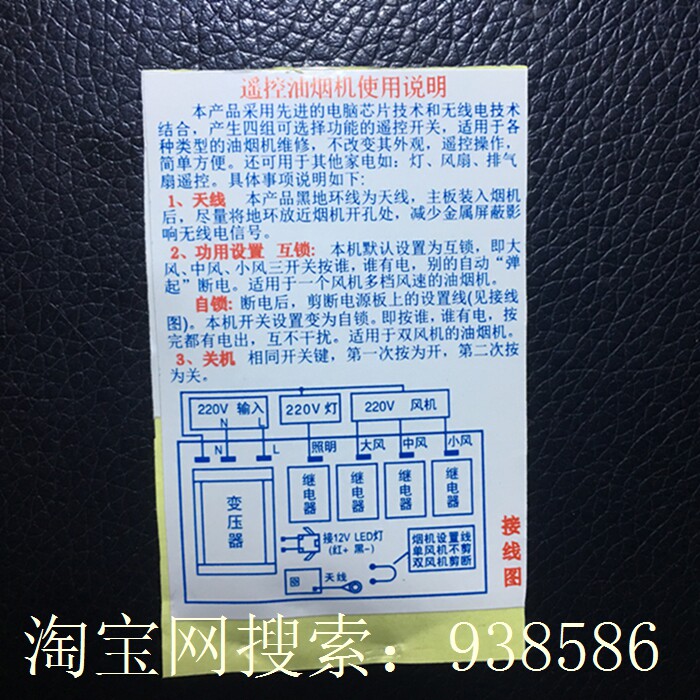 遥控油烟机使用说明
本产品采用先进的电脑芯片技术和无线电技术
结合，产生四组可选择功能的遥控开关，适用于各
种类型的油烟机维修，不改变其外观，遥控操作，
简单方便。还可用于其他家电如：灯、风扇、排气
扇遥控。具体事项说明如下：
1、天线 本产品黑地环线为天线，主板装入烟机
后，尽量将地环放近烟机开孔处，减少金属屏蔽影
响无线电信号。
2、功用设置 互锁：本机默认设置为互锁，即大
风、中风、小风三开关按谁，谁有电，别的自动“弹
起”断电。适用于一个风机多档风速的油烟机。
自锁：断电后，剪断电源板上的设置线(见接线
图)。本机开关设置变为自锁。即按谁，谁有电，按
完都有电出，互不干扰。适用于双风机的油烟机。
3、关机 相同开关键，第一次按为开，第二次按
为关。
220V 输入
N L
220V 灯
220V 风机
N L 照明 大风 中风 小风
变压器
继电器 继电器 继电器 继电器
接12V LED灯
(红+ 黑-)
天线
烟机设置线
单风机不剪
双风机剪断
接线图
淘宝网搜索：938586